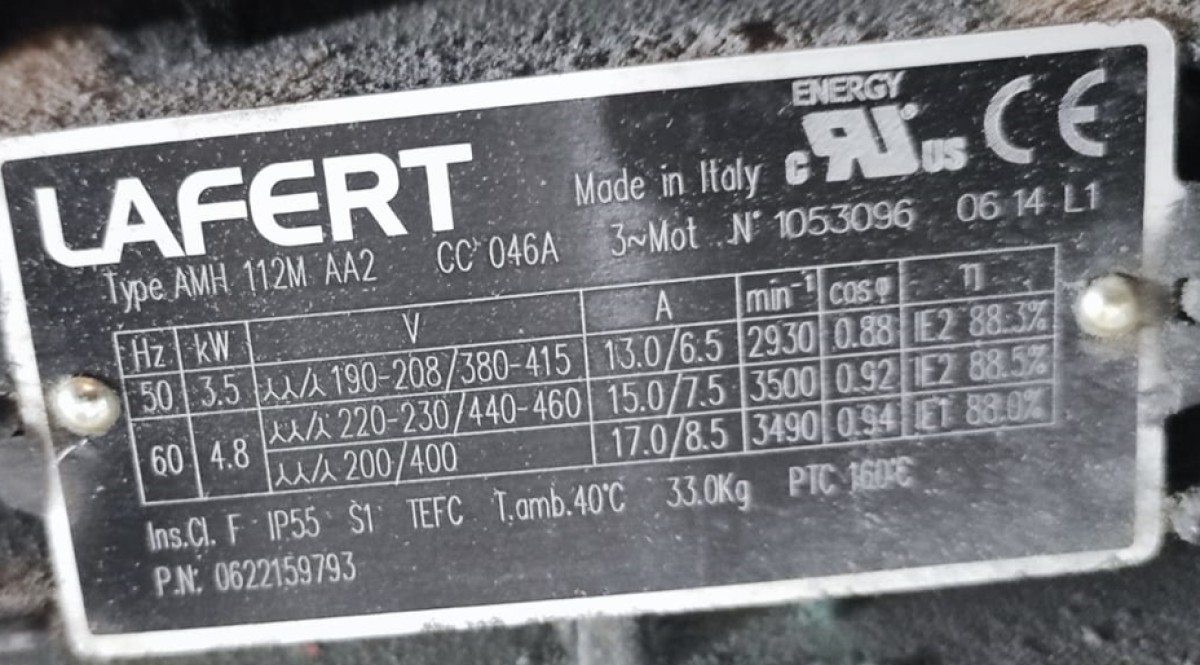 ENERGY
c RU US CE
LAFERT Made in Italy
Type AMH 112M AA2 CC 046A 3~Mot N° 1053096 06 14 L1
Hz kW V A min⁻¹ cosφ η
50 3.5 ⅄⅄/⅄ 190-208/380-415 13.0/6.5 2930 0.88 IE2 88.3%
60 4.8 ⅄⅄/⅄ 220-230/440-460 15.0/7.5 3500 0.92 IE2 88.5%
⅄⅄/⅄ 200/400 17.0/8.5 3490 0.94 IE1 88.0%
Ins.Cl. F IP55 S1 TEFC T.amb.40°C 33.0Kg PTC 160°C
P.N: 0622159793